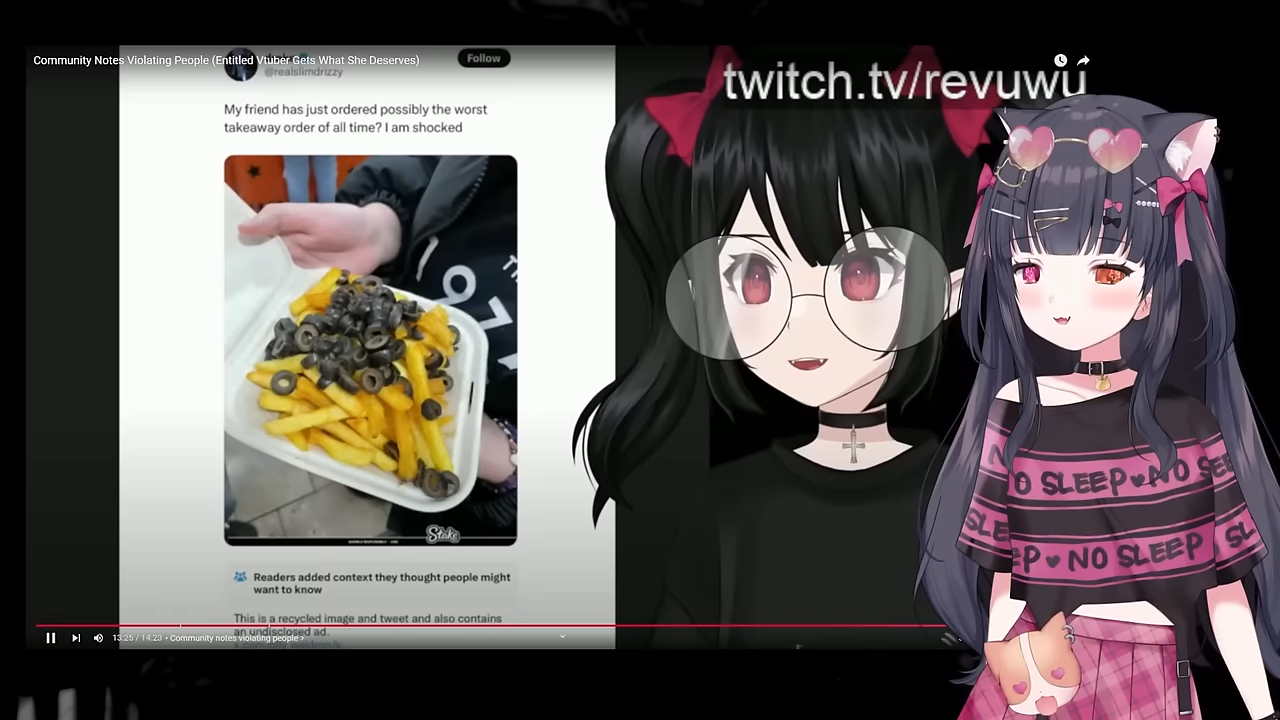 Community Notes Violating People (Entitled Vtuber Gets What She Deserves)
@realslimdrizzy
Follow
My friend has just ordered possibly the worst
takeaway order of all time? I am shocked
Stake
Readers added context they thought people might
want to know
This is a recycled image and tweet and also contains
an undisclosed ad.
13:25 / 14:23 • Community notes violating people >
twitch.tv/revuwu
NO SLEEP NO SLEE
SLEEP NO SLEEP SL